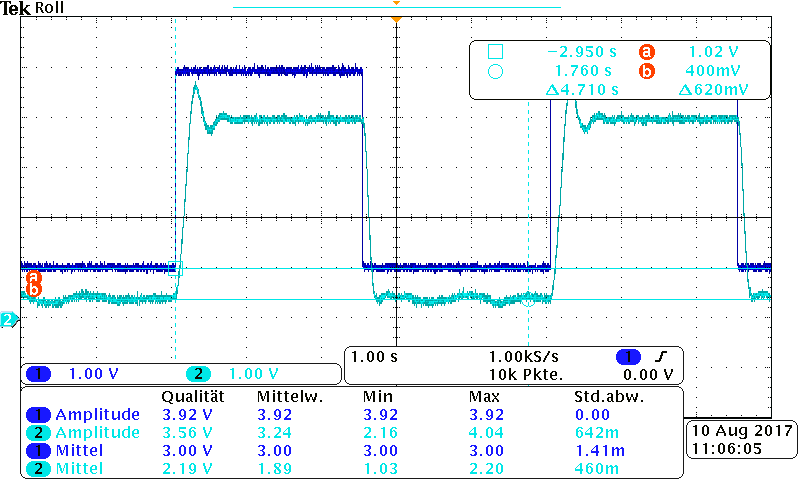 Tek Roll
−2.950 s a 1.02 V
1.760 s b 400mV
Δ4.710 s Δ620mV
a
b
2
1 1.00 V 2 1.00 V
1.00 s 1.00KS/s 1
10k Pkte. 0.00 V
Qualität Mittelw. Min Max Std.abw.
1 Amplitude 3.92 V 3.92 3.92 3.92 0.00
2 Amplitude 3.56 V 3.24 2.16 4.04 642m
1 Mittel 3.00 V 3.00 3.00 3.00 1.41m
2 Mittel 2.19 V 1.89 1.03 2.20 460m
10 Aug 2017
11:06:05